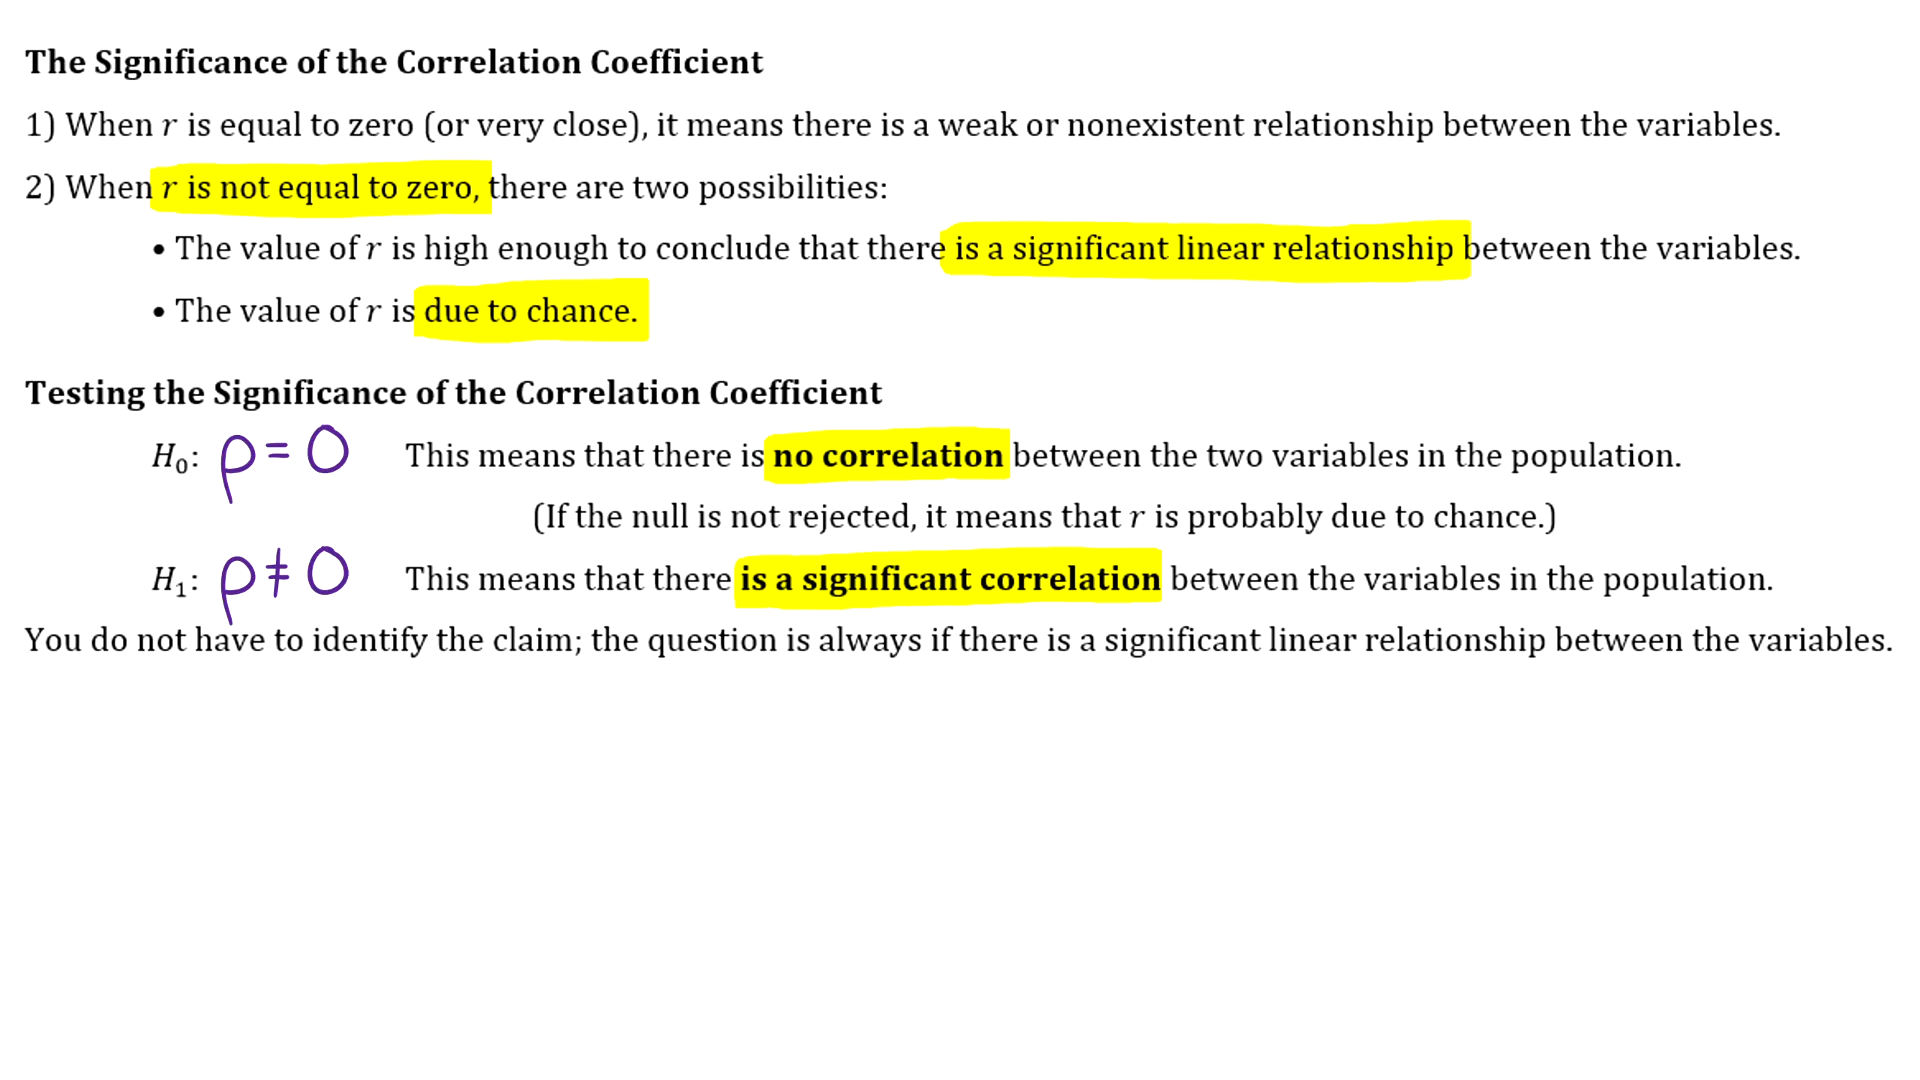 The Significance of the Correlation Coefficient
1) When r is equal to zero (or very close), it means there is a weak or nonexistent relationship between the variables.
2) When r is not equal to zero, there are two possibilities:
• The value of r is high enough to conclude that there is a significant linear relationship between the variables.
• The value of r is due to chance.
Testing the Significance of the Correlation Coefficient
H₀: ρ = 0 This means that there is no correlation between the two variables in the population.
(If the null is not rejected, it means that r is probably due to chance.)
H₁: ρ ≠ 0 This means that there is a significant correlation between the variables in the population.
You do not have to identify the claim; the question is always if there is a significant linear relationship between the variables.